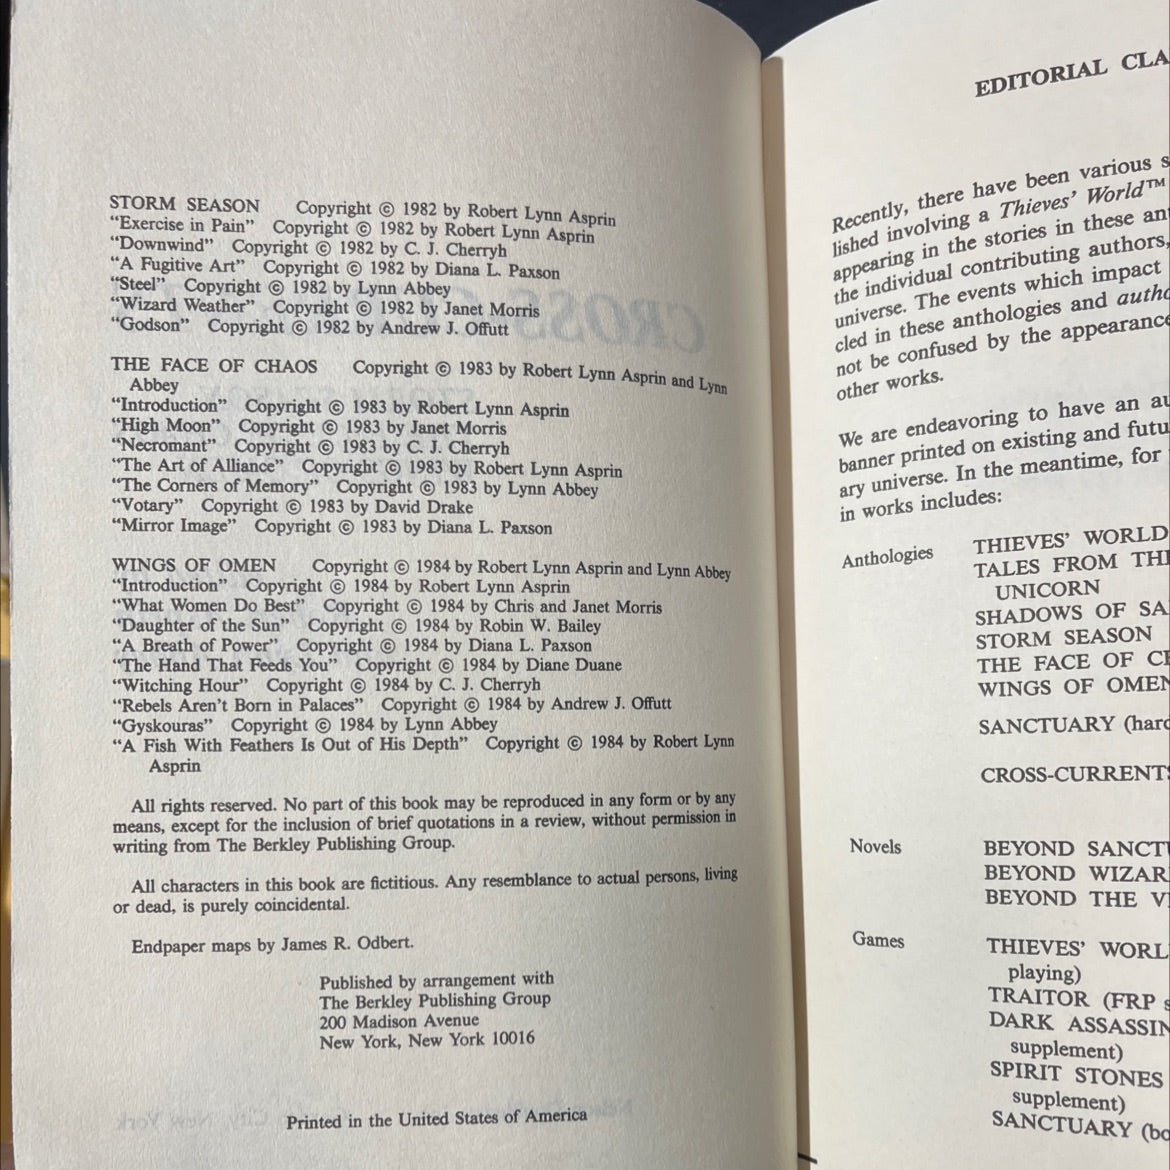 STORM SEASON Copyright © 1982 by Robert Lynn Asprin
“Exercise in Pain” Copyright © 1982 by Robert Lynn Asprin
“Downwind” Copyright © 1982 by C. J. Cherryh
“A Fugitive Art” Copyright © 1982 by Diana L. Paxson
“Steel” Copyright © 1982 by Lynn Abbey
“Wizard Weather” Copyright © 1982 by Janet Morris
“Godson” Copyright © 1982 by Andrew J. Offutt
THE FACE OF CHAOS Copyright © 1983 by Robert Lynn Asprin and Lynn
Abbey
“Introduction” Copyright © 1983 by Robert Lynn Asprin
“High Moon” Copyright © 1983 by Janet Morris
“Necromant” Copyright © 1983 by C. J. Cherryh
“The Art of Alliance” Copyright © 1983 by Robert Lynn Asprin
“The Corners of Memory” Copyright © 1983 by Lynn Abbey
“Votary” Copyright © 1983 by David Drake
“Mirror Image” Copyright © 1983 by Diana L. Paxson
WINGS OF OMEN Copyright © 1984 by Robert Lynn Asprin and Lynn Abbey
“Introduction” Copyright © 1984 by Robert Lynn Asprin
“What Women Do Best” Copyright © 1984 by Chris and Janet Morris
“Daughter of the Sun” Copyright © 1984 by Robin W. Bailey
“A Breath of Power” Copyright © 1984 by Diana L. Paxson
“The Hand That Feeds You” Copyright © 1984 by Diane Duane
“Witching Hour” Copyright © 1984 by C. J. Cherryh
“Rebels Aren’t Born in Palaces” Copyright © 1984 by Andrew J. Offutt
“Gyskouras” Copyright © 1984 by Lynn Abbey
“A Fish With Feathers Is Out of His Depth” Copyright © 1984 by Robert Lynn
Asprin
All rights reserved. No part of this book may be reproduced in any form or by any
means, except for the inclusion of brief quotations in a review, without permission in
writing from The Berkley Publishing Group.
All characters in this book are fictitious. Any resemblance to actual persons, living
or dead, is purely coincidental.
Endpaper maps by James R. Odbert.
Published by arrangement with
The Berkley Publishing Group
200 Madison Avenue
New York, New York 10016
Printed in the United States of America
EDITORIAL CLA
Recently, there have been various s
lished involving a Thieves’ World™
appearing in the stories in these an
the individual contributing authors,
universe. The events which impact
cled in these anthologies and autho
not be confused by the appearance
other works.
We are endeavoring to have an au
banner printed on existing and futu
ary universe. In the meantime, for
in works includes:
Anthologies THIEVES’ WORLD
TALES FROM THE
UNICORN
SHADOWS OF SA
STORM SEASON
THE FACE OF CH
WINGS OF OMEN
SANCTUARY (hard
CROSS-CURRENTS
Novels BEYOND SANCTU
BEYOND WIZAR
BEYOND THE VE
Games THIEVES’ WORL
playing)
TRAITOR (FRP s
DARK ASSASSIN
supplement)
SPIRIT STONES
supplement)
SANCTUARY (bo